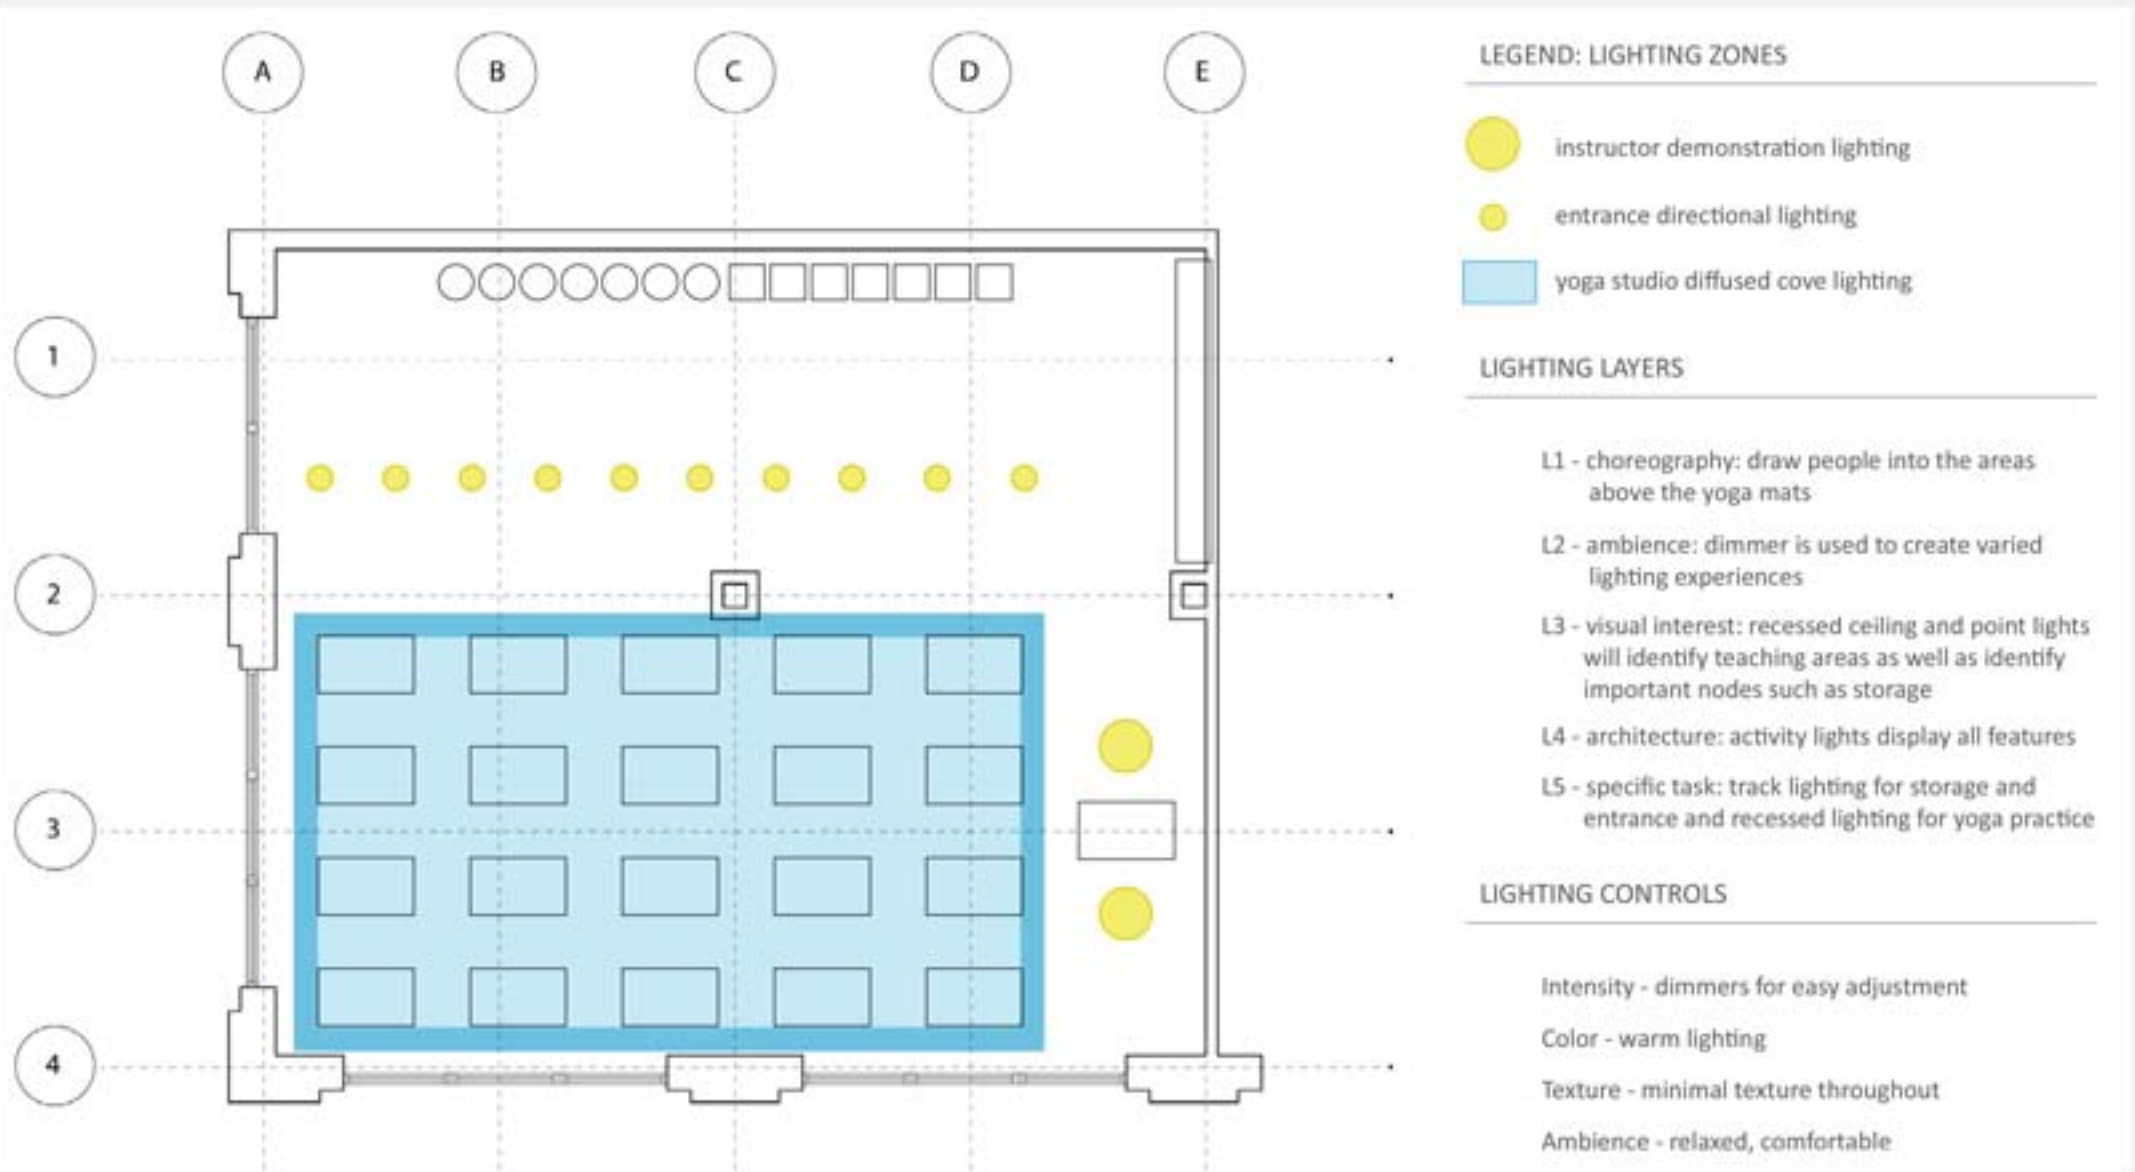 A B C D E
1
2
3
4
LEGEND: LIGHTING ZONES
instructor demonstration lighting
entrance directional lighting
yoga studio diffused cove lighting
LIGHTING LAYERS
L1 - choreography: draw people into the areas
above the yoga mats
L2 - ambience: dimmer is used to create varied
lighting experiences
L3 - visual interest: recessed ceiling and point lights
will identify teaching areas as well as identify
important nodes such as storage
L4 - architecture: activity lights display all features
L5 - specific task: track lighting for storage and
entrance and recessed lighting for yoga practice
LIGHTING CONTROLS
Intensity - dimmers for easy adjustment
Color - warm lighting
Texture - minimal texture throughout
Ambience - relaxed, comfortable